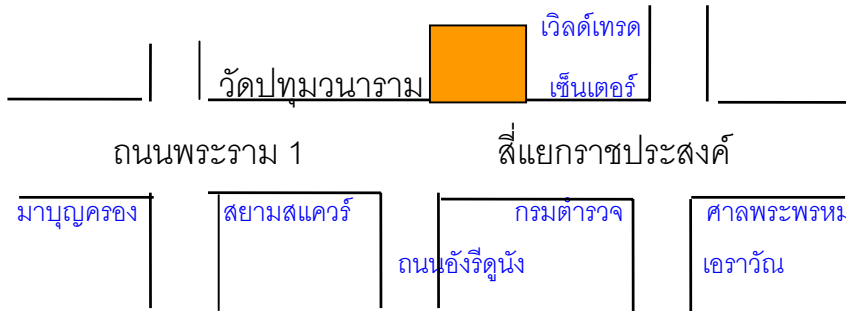 เวิลด์เทรด
วัดปทุมวนาราม เซ็นเตอร์
ถนนพระราม 1 สี่แยกราชประสงค์
มาบุญครอง สยามสแควร์ กรมตำรวจ ศาลพระพรหม
ถนนอังรีดูนัง เอราวัณ